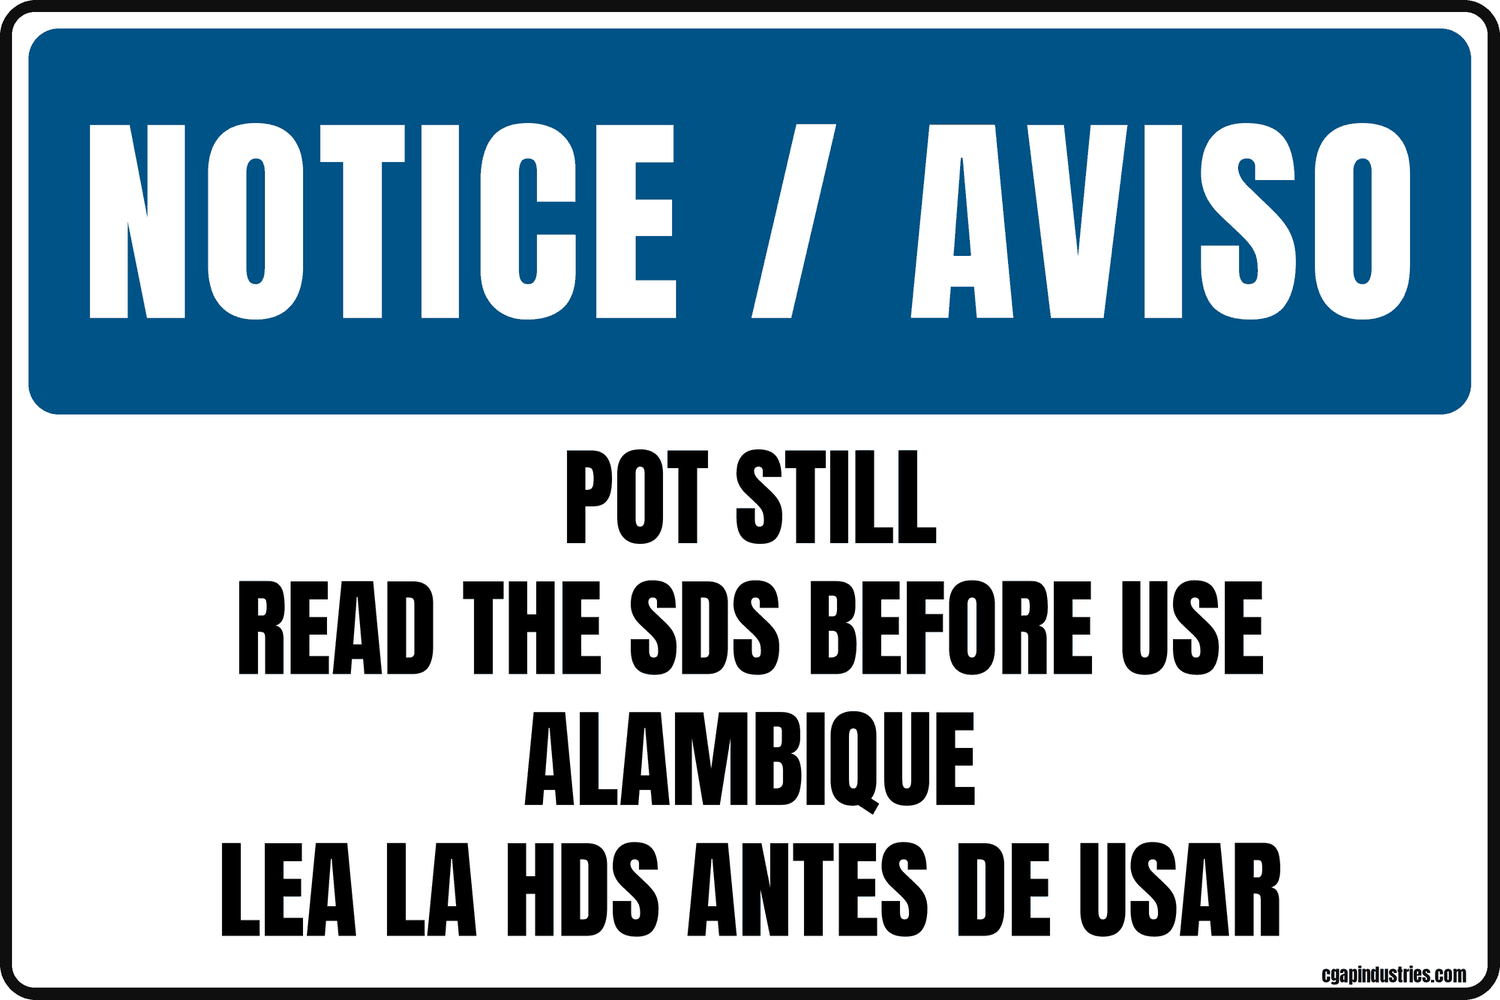 NOTICE / AVISO
POT STILL
READ THE SDS BEFORE USE
ALAMBIQUE
LEA LA HDS ANTES DE USAR
cgapindustries.com